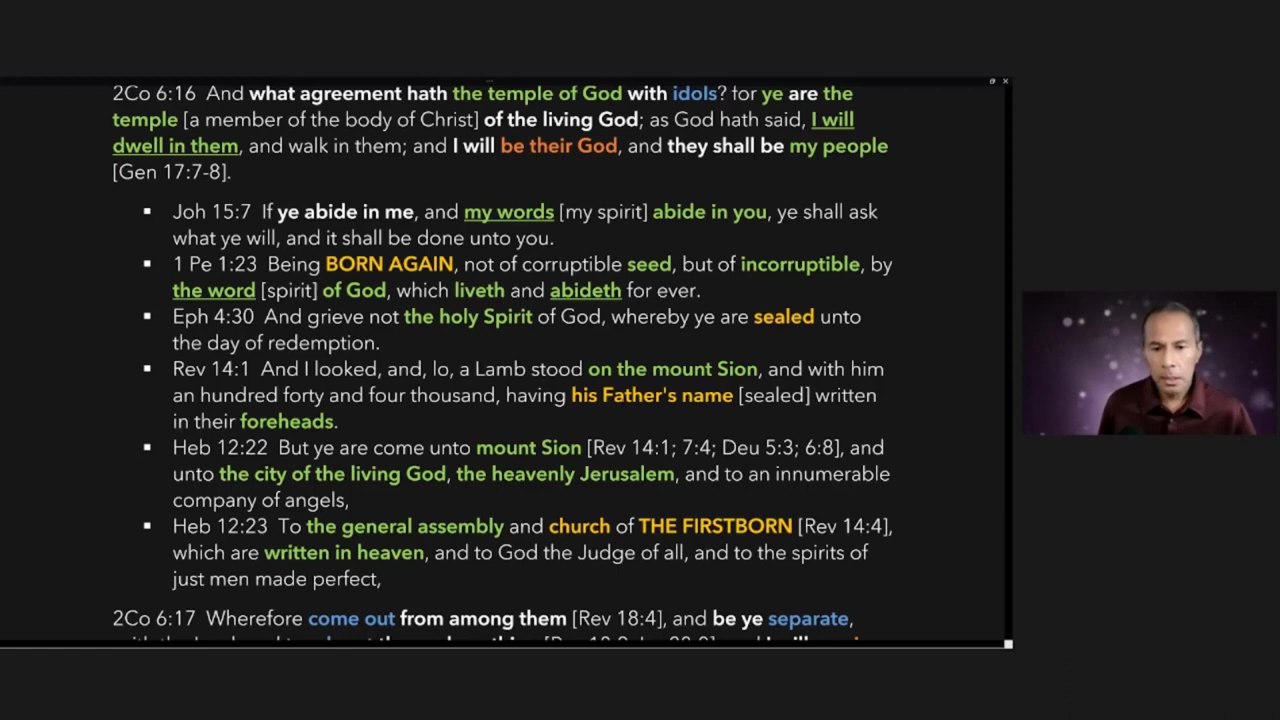 2Co 6:16 And what agreement hath the temple of God with idols? for ye are the
temple [a member of the body of Christ] of the living God; as God hath said, I will
dwell in them, and walk in them; and I will be their God, and they shall be my people
[Gen 17:7-8].
▪ Joh 15:7 If ye abide in me, and my words [my spirit] abide in you, ye shall ask
what ye will, and it shall be done unto you.
▪ 1 Pe 1:23 Being BORN AGAIN, not of corruptible seed, but of incorruptible, by
the word [spirit] of God, which liveth and abideth for ever.
▪ Eph 4:30 And grieve not the holy Spirit of God, whereby ye are sealed unto
the day of redemption.
▪ Rev 14:1 And I looked, and, lo, a Lamb stood on the mount Sion, and with him
an hundred forty and four thousand, having his Father's name [sealed] written
in their foreheads.
▪ Heb 12:22 But ye are come unto mount Sion [Rev 14:1; 7:4; Deu 5:3; 6:8], and
unto the city of the living God, the heavenly Jerusalem, and to an innumerable
company of angels,
▪ Heb 12:23 To the general assembly and church of THE FIRSTBORN [Rev 14:4],
which are written in heaven, and to God the Judge of all, and to the spirits of
just men made perfect,
2Co 6:17 Wherefore come out from among them [Rev 18:4], and be ye separate,